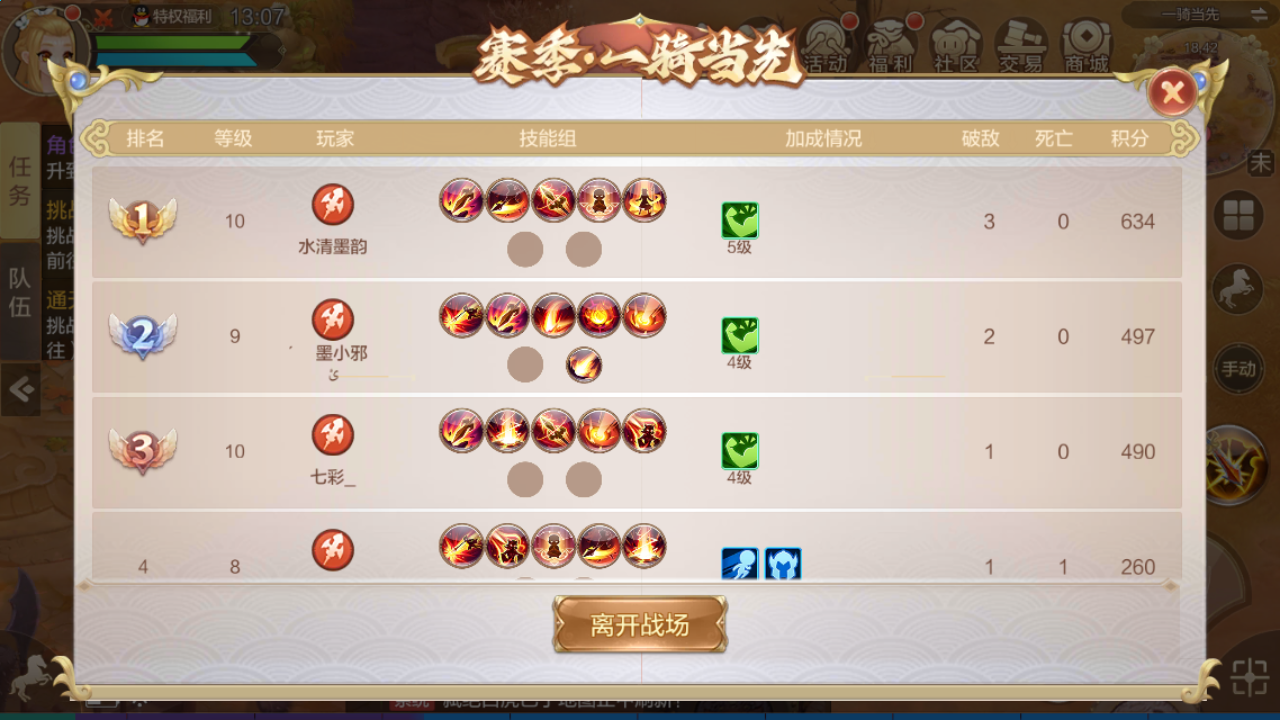 特权福利 13:07
赛季·一骑当先
活动 福利 社区 交易 商城
一骑当先
18,42
任务
队伍
未
手动
排名 等级 玩家 技能组 加成情况 破敌 死亡 积分
1 10 水清墨韵 5级 3 0 634
2 9 墨小邪 4级 2 0 497
3 10 七彩_ 4级 1 0 490
4 8 1 1 260
离开战场